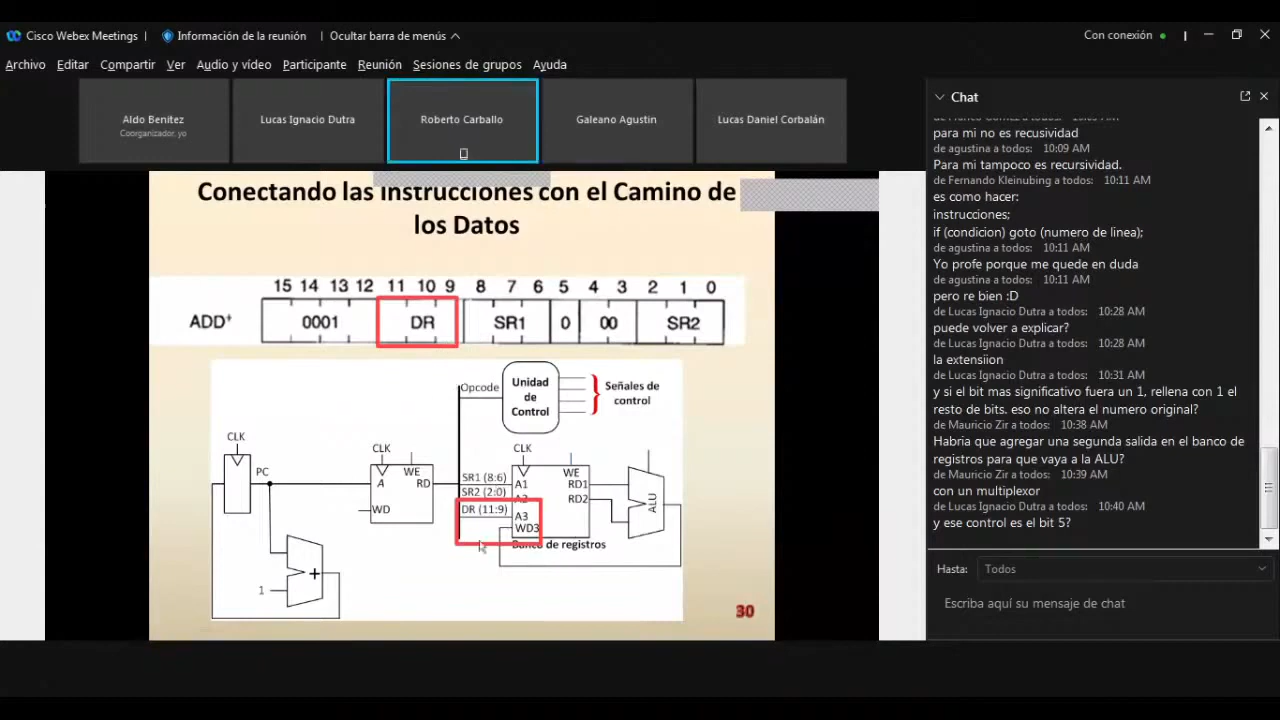 Cisco Webex Meetings
Información de la reunión
Ocultar barra de menús
Con conexión
Archivo Editar Compartir Ver Audio y vídeo Participante Reunión Sesiones de grupos Ayuda
Aldo Benítez
Coorganizador, yo
Lucas Ignacio Dutra
Roberto Carballo
Galeano Agustin
Lucas Daniel Corbalán
Conectando las Instrucciones con el Camino de
los Datos
15 14 13 12 11 10 9 8 7 6 5 4 3 2 1 0
ADD+ 0001 DR SR1 0 00 SR2
Opcode
Unidad
de
Control
Señales de
control
CLK
PC
CLK
WE
A
RD
WD
CLK
WE
SR1 (8:6)
A1
RD1
SR2 (2:0)
A2
RD2
DR (11:9)
A3
WD3
ALU
Banco de registros
+
1
30
Chat
para mi no es recusividad
de agustina a todos: 10:09 AM
Para mi tampoco es recursividad.
de Fernando Kleinubing a todos: 10:11 AM
es como hacer:
instrucciones;
if (condicion) goto (numero de linea);
de agustina a todos: 10:11 AM
Yo profe porque me quede en duda
de agustina a todos: 10:11 AM
pero re bien :D
de Lucas Ignacio Dutra a todos: 10:28 AM
puede volver a explicar?
de Lucas Ignacio Dutra a todos: 10:28 AM
la extensiion
de Lucas Ignacio Dutra a todos: 10:31 AM
y si el bit mas significativo fuera un 1, rellena con 1 el
resto de bits. eso no altera el numero original?
de Mauricio Zir a todos: 10:38 AM
Habria que agregar una segunda salida en el banco de
registros para que vaya a la ALU?
de Mauricio Zir a todos: 10:39 AM
con un multiplexor
de Lucas Ignacio Dutra a todos: 10:40 AM
y ese control es el bit 5?
Hasta: Todos
Escriba aquí su mensaje de chat